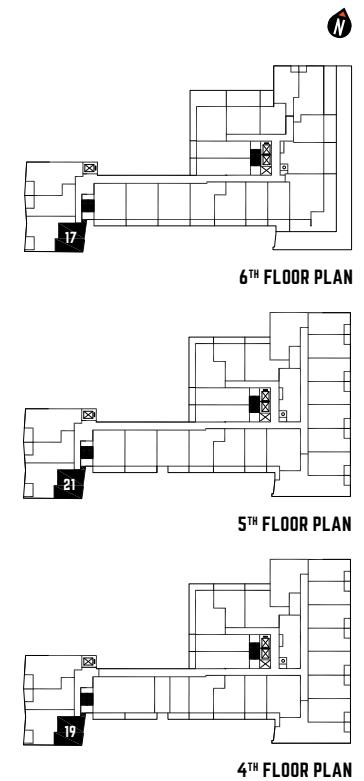 N
17
6TH FLOOR PLAN
21
5TH FLOOR PLAN
19
4TH FLOOR PLAN